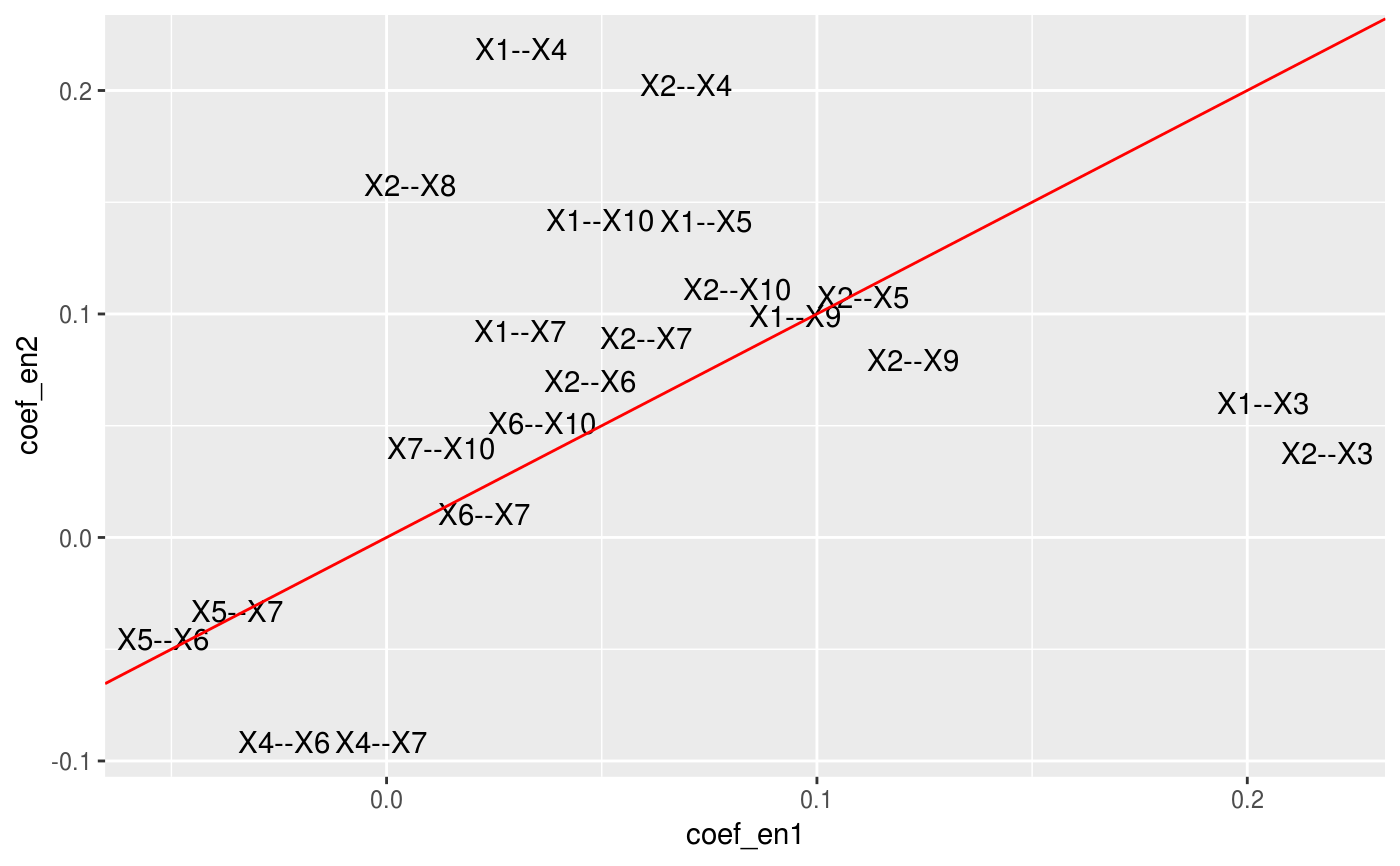 X1--X4
X2--X4
0.2
X2--X8
X1--X10 X1--X5
X2--X10
X2--X5
0.1
X1--X9
X1--X7
X2--X7
X2--X9
X2--X6
X1--X3
X6--X10
X7--X10
X2--X3
coef_en2
0.0
X6--X7
X5--X7
X5--X6
X4--X6 X4--X7
-0.1
0.0 0.1 0.2
coef_en1